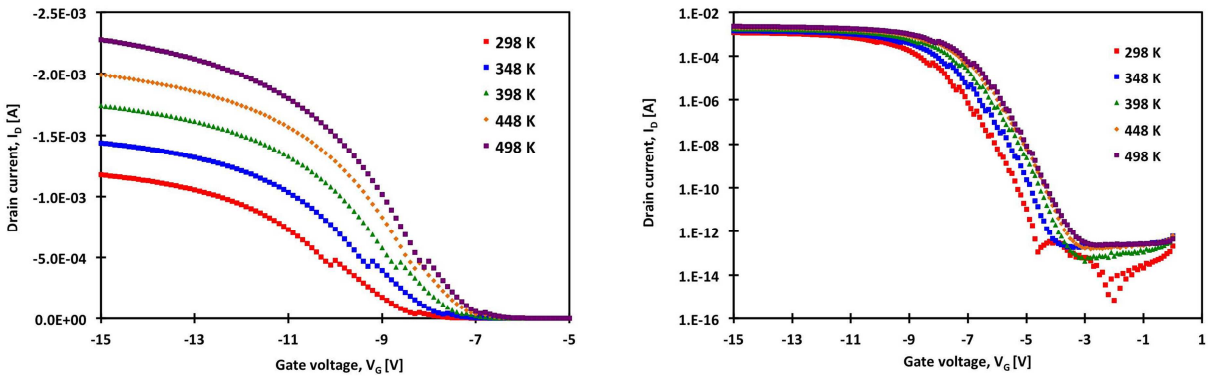 -2.5E-03
-2.0E-03
-1.5E-03
-1.0E-03
-5.0E-04
0.0E+00
Drain current, I_D [A]
298 K
348 K
398 K
448 K
498 K
-15 -13 -11 -9 -7 -5
Gate voltage, V_G [V]
1.E-02
1.E-04
1.E-06
1.E-08
1.E-10
1.E-12
1.E-14
1.E-16
Drain current, I_D [A]
298 K
348 K
398 K
448 K
498 K
-15 -13 -11 -9 -7 -5 -3 -1 1
Gate voltage, V_G [V]